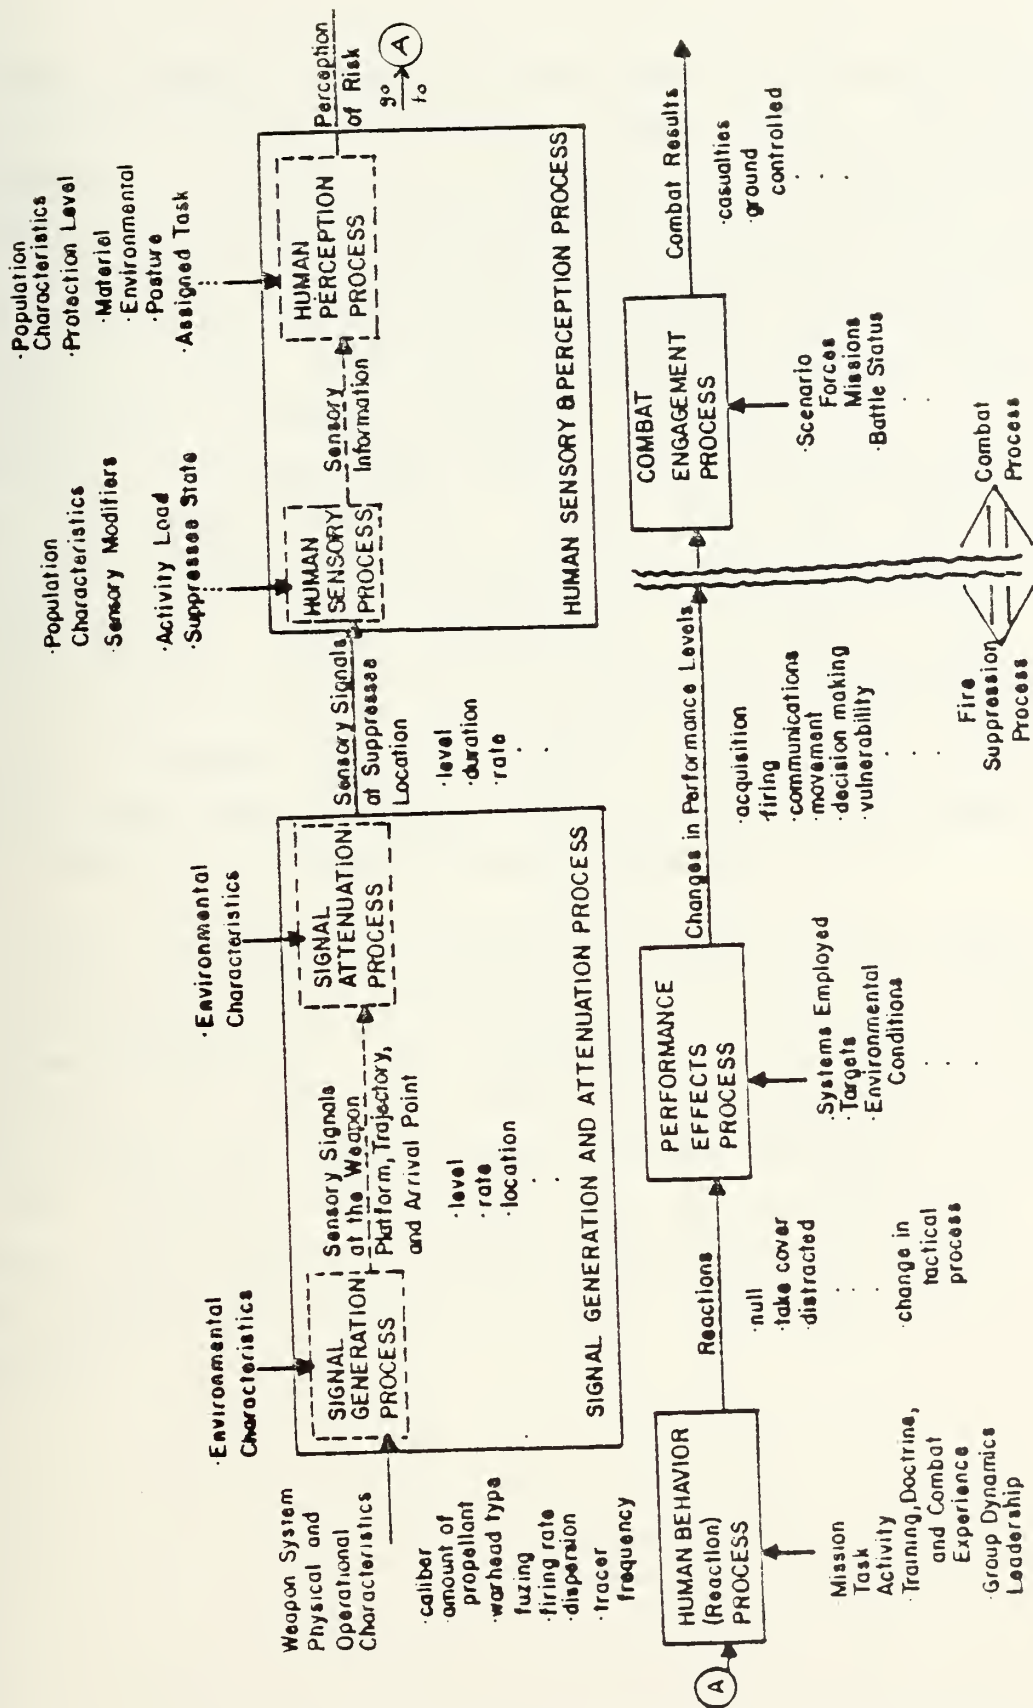 Weapon System
Physical and
Operational
Characteristics
·caliber
·amount of
propellant
·warhead type
fuzing
·firing rate
·dispersion
·tracer
frequency
·Environmental
Characteristics
SIGNAL
GENERATION
PROCESS
Sensory Signals
at the Weapon
Platform, Trajectory,
and Arrival Point
·level
·rate
·location
·Environmental
Characteristics
SIGNAL
ATTENUATION
PROCESS
SIGNAL GENERATION AND ATTENUATION PROCESS
Sensory Signals
at Suppressee
Location
·level
·duration
·rate
·Population
Characteristics
·Sensory Modifiers
·Activity Load
·Suppressee State
HUMAN
SENSORY
PROCESS
Sensory
Information
·Population
Characteristics
·Protection Level
·Material
·Environmental
·Posture
·Assigned Task
HUMAN
PERCEPTION
PROCESS
HUMAN SENSORY & PERCEPTION PROCESS
Perception
of Risk
go
to
A
A
HUMAN BEHAVIOR
(Reaction)
PROCESS
·Mission
Task
Activity
·Training, Doctrine,
and Combat
Experience
·Group Dynamics
Leadership
Reactions
·null
·take cover
·distracted
·change in
tactical
process
PERFORMANCE
EFFECTS
PROCESS
·Systems Employed
·Targets
·Environmental
Conditions
Changes in Performance Levels
·acquisition
·firing
·communications
·movement
·decision making
·vulnerability
COMBAT
ENGAGEMENT
PROCESS
·Scenario
Forces
Missions
·Battle Status
Combat Results
·casualties
·ground
controlled
Fire
Suppression
Process
Combat
Process